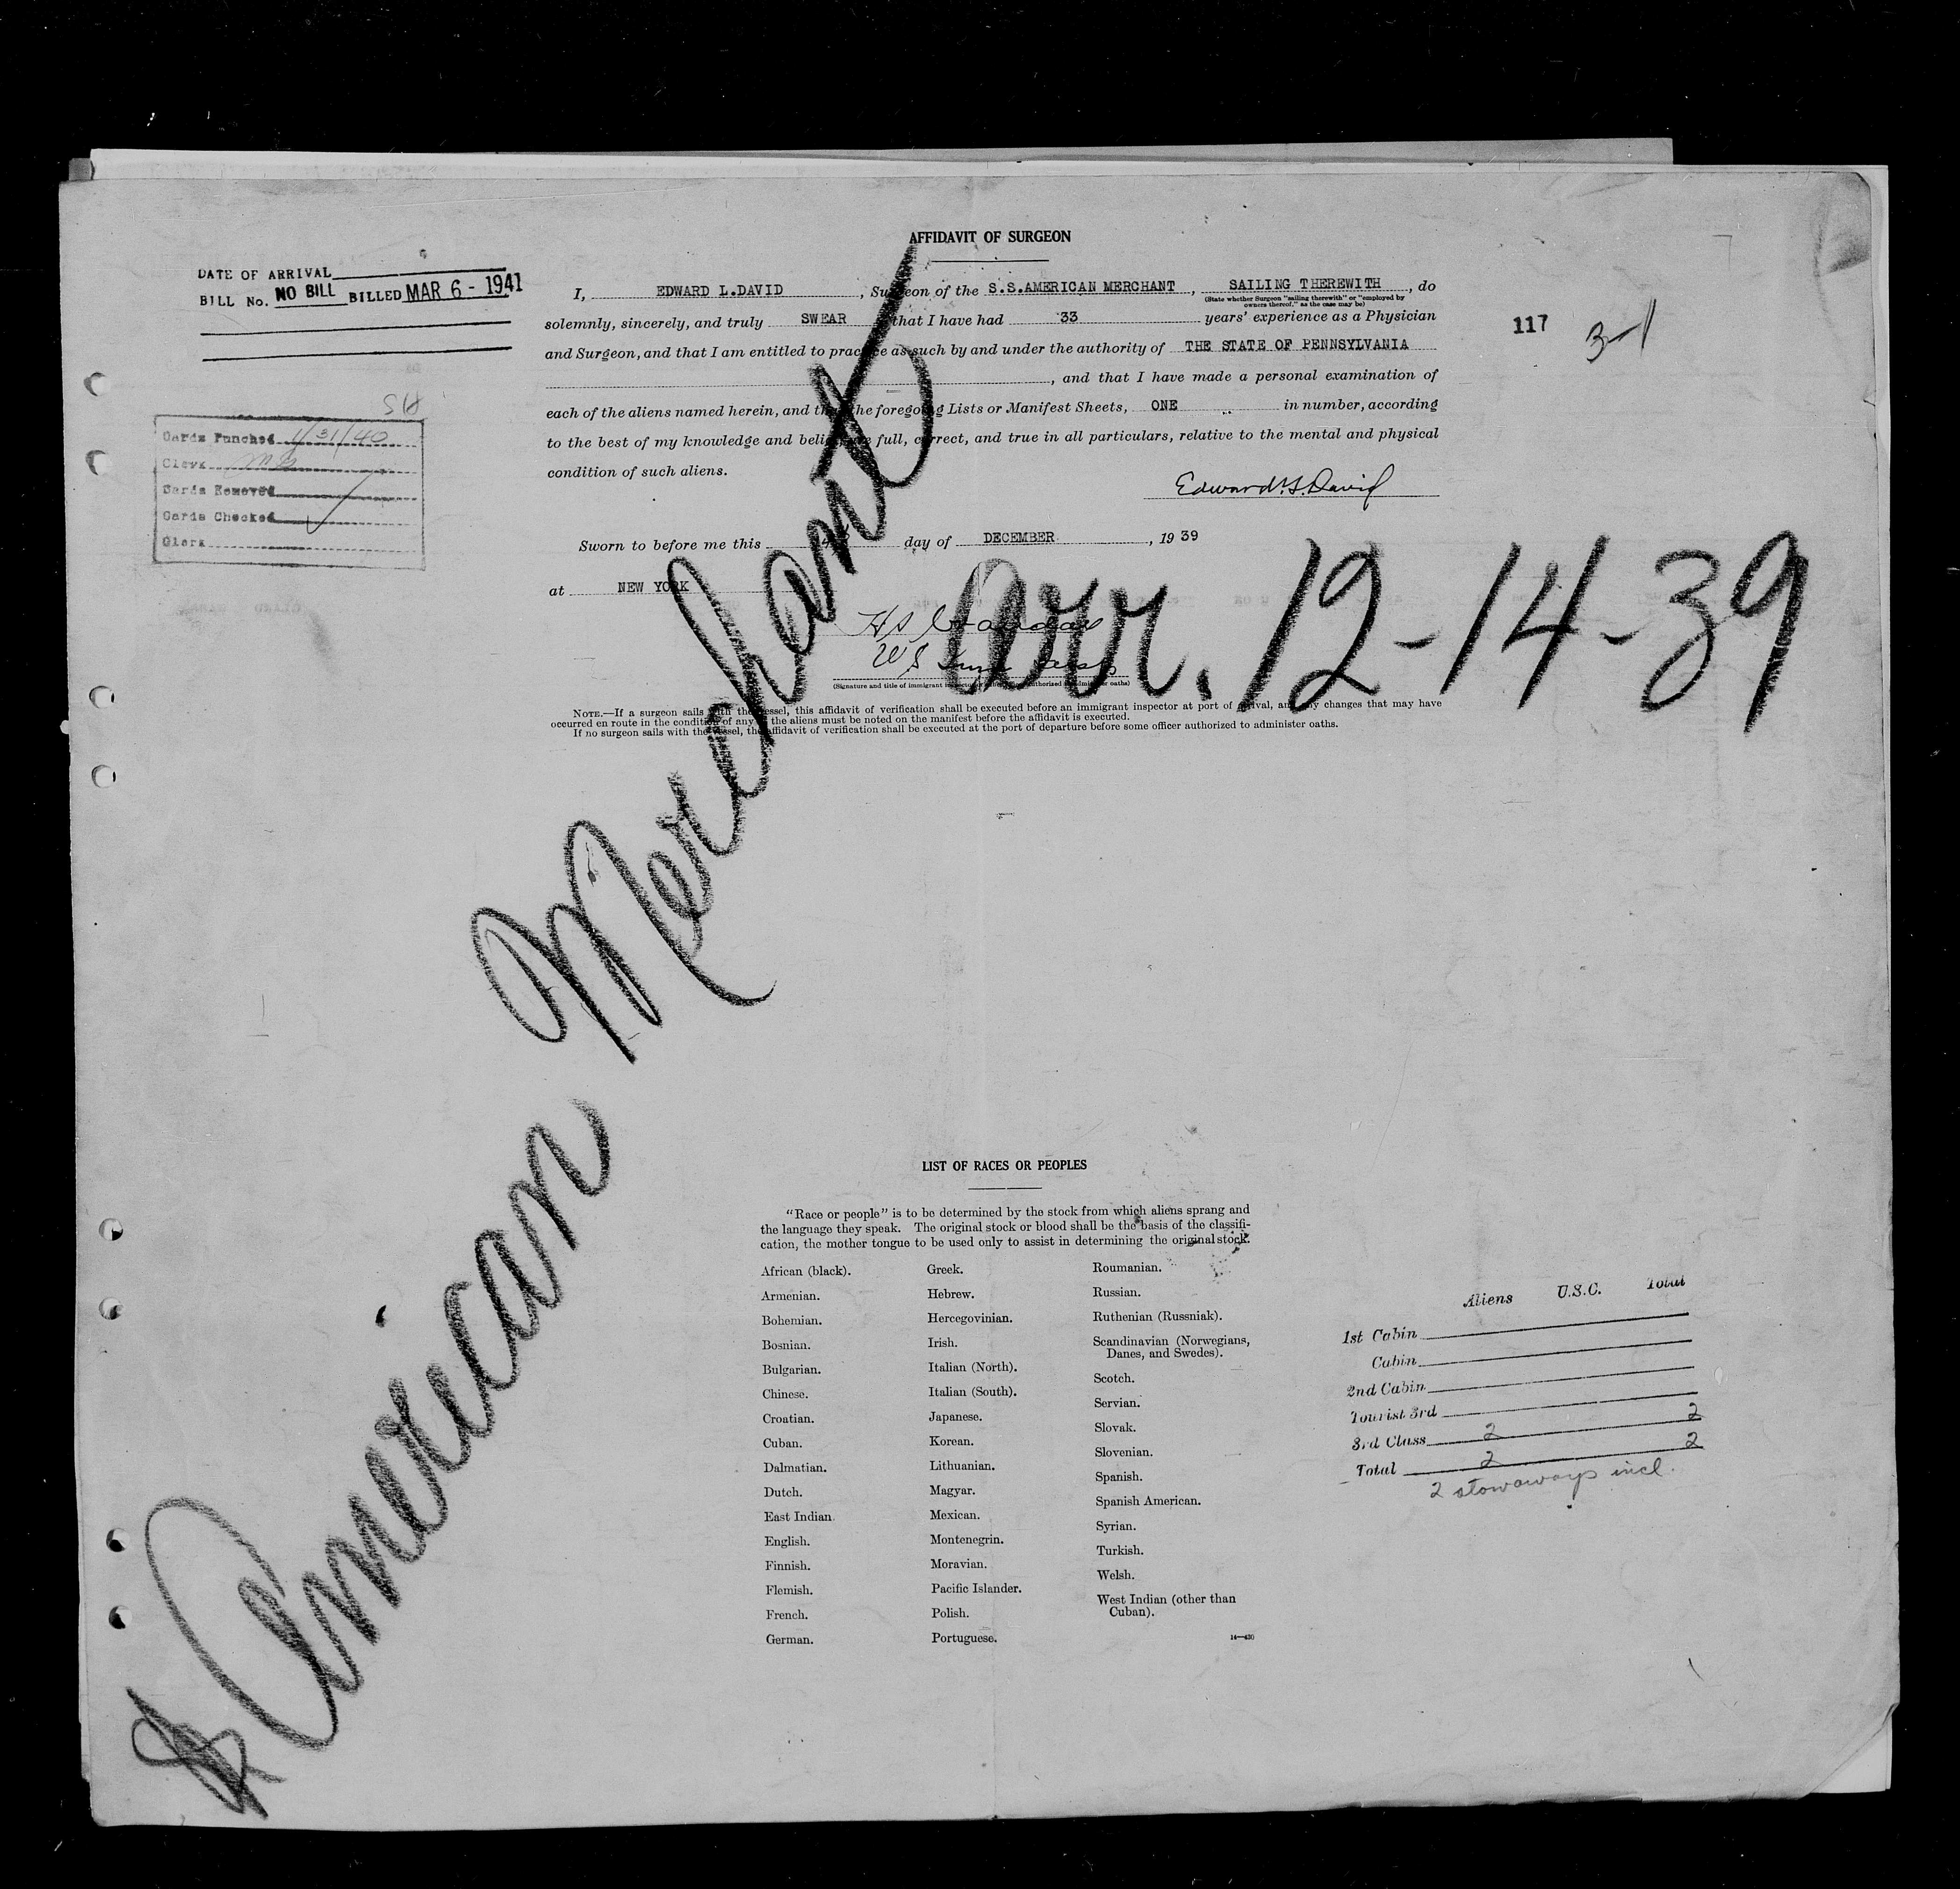 AFFIDAVIT OF SURGEON
DATE OF ARRIVAL
BILL No. NO BILL BILLED MAR 6 - 1941
I, EDWARD L.DAVID, Surgeon of the S.S.AMERICAN MERCHANT, SAILING THEREWITH, do
(State whether Surgeon "sailing therewith" or "employed by
owners thereof," as the case may be)
solemnly, sincerely, and truly SWEAR that I have had 33 years' experience as a Physician
and Surgeon, and that I am entitled to practice as such by and under the authority of THE STATE OF PENNSYLVANIA
, and that I have made a personal examination of
each of the aliens named herein, and that the foregoing Lists or Manifest Sheets, ONE in number, according
to the best of my knowledge and belief, are full, correct, and true in all particulars, relative to the mental and physical
condition of such aliens.
Edward L. David
117 3-1
SH
Cards Punched 1/31/40
Clerk
Cards Removed
Cards Checked
Clerk
Sworn to before me this day of DECEMBER, 19 39
at NEW YORK
Arr. 12-14-39
(Signature and title of immigrant
NOTE.—If a surgeon sails with the vessel, this affidavit of verification shall be executed before an immigrant inspector at port of arrival, and any changes that may have
occurred en route in the condition of any of the aliens must be noted on the manifest before the affidavit is executed.
If no surgeon sails with the vessel, the affidavit of verification shall be executed at the port of departure before some officer authorized to administer oaths.
American Merchant
LIST OF RACES OR PEOPLES
"Race or people" is to be determined by the stock from which aliens sprang and
the language they speak. The original stock or blood shall be the basis of the classifi-
cation, the mother tongue to be used only to assist in determining the original stock.
African (black).
Armenian.
Bohemian.
Bosnian.
Bulgarian.
Chinese.
Croatian.
Cuban.
Dalmatian.
Dutch.
East Indian.
English.
Finnish.
Flemish.
French.
German.
Greek.
Hebrew.
Hercegovinian.
Irish.
Italian (North).
Italian (South).
Japanese.
Korean.
Lithuanian.
Magyar.
Mexican.
Montenegrin.
Moravian.
Pacific Islander.
Polish.
Portuguese.
Roumanian.
Russian.
Ruthenian (Russniak).
Scandinavian (Norwegians,
Danes, and Swedes).
Scotch.
Servian.
Slovak.
Slovenian.
Spanish.
Spanish American.
Syrian.
Turkish.
Welsh.
West Indian (other than
Cuban).
14—430
Aliens U.S.C. Total
1st Cabin
Cabin
2nd Cabin
Tourist 3rd
3rd Class 2 2
Total 2 2
2 stowaways incl.